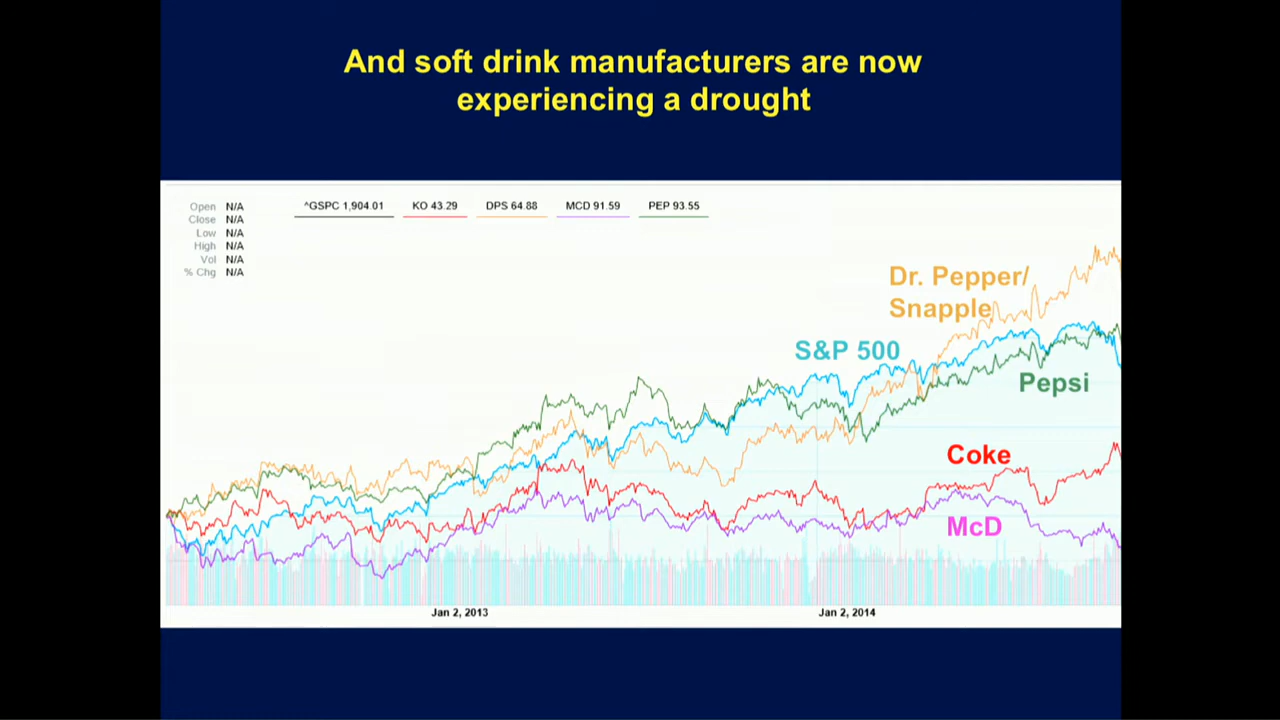 And soft drink manufacturers are now
experiencing a drought
Open N/A
Close N/A
Low N/A
High N/A
Vol N/A
% Chg N/A
^GSPC 1,904.01 KO 43.29 DPS 64.88 MCD 91.59 PEP 93.55
Dr. Pepper/
Snapple
S&P 500
Pepsi
Coke
McD
Jan 2, 2013 Jan 2, 2014